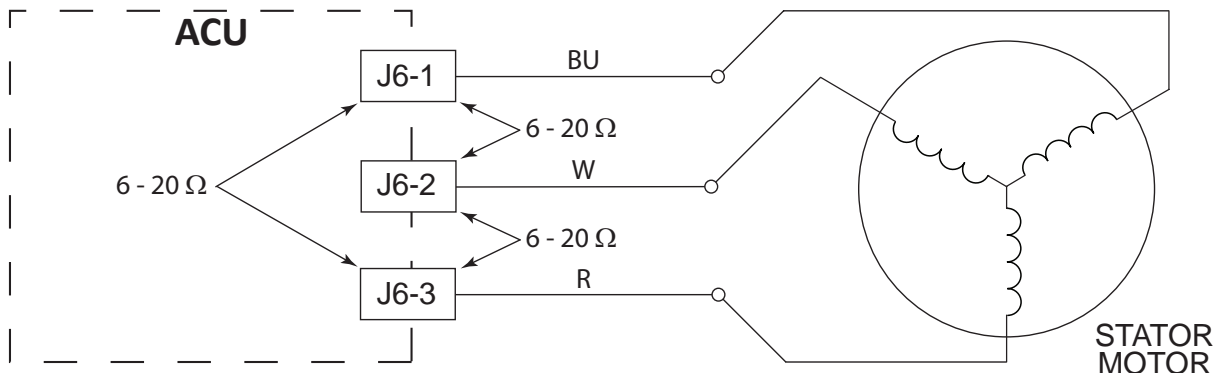 ACU
J6-1
BU
6 - 20 Ω
6 - 20 Ω
J6-2
W
6 - 20 Ω
J6-3
R
STATOR
MOTOR